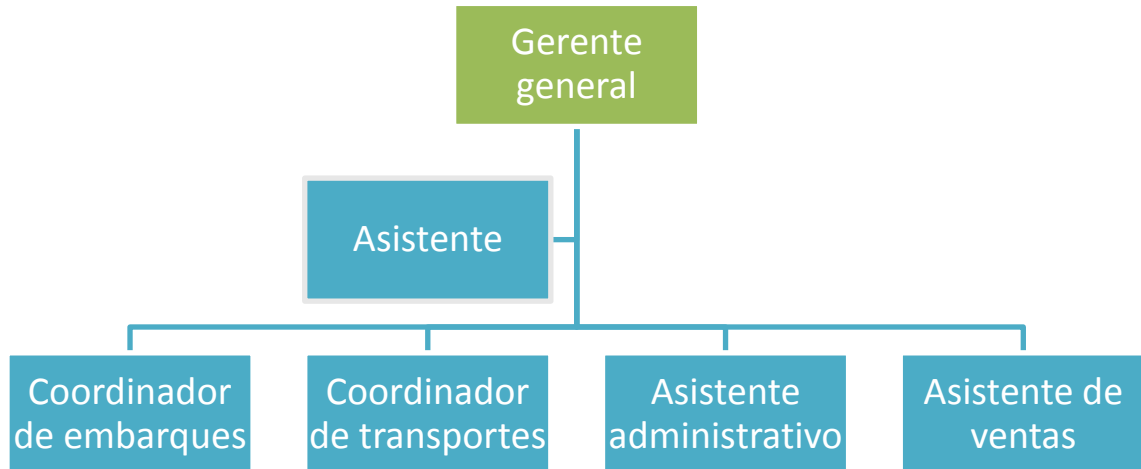 Gerente
general
Asistente
Coordinador
de embarques
Coordinador
de transportes
Asistente
administrativo
Asistente de
ventas